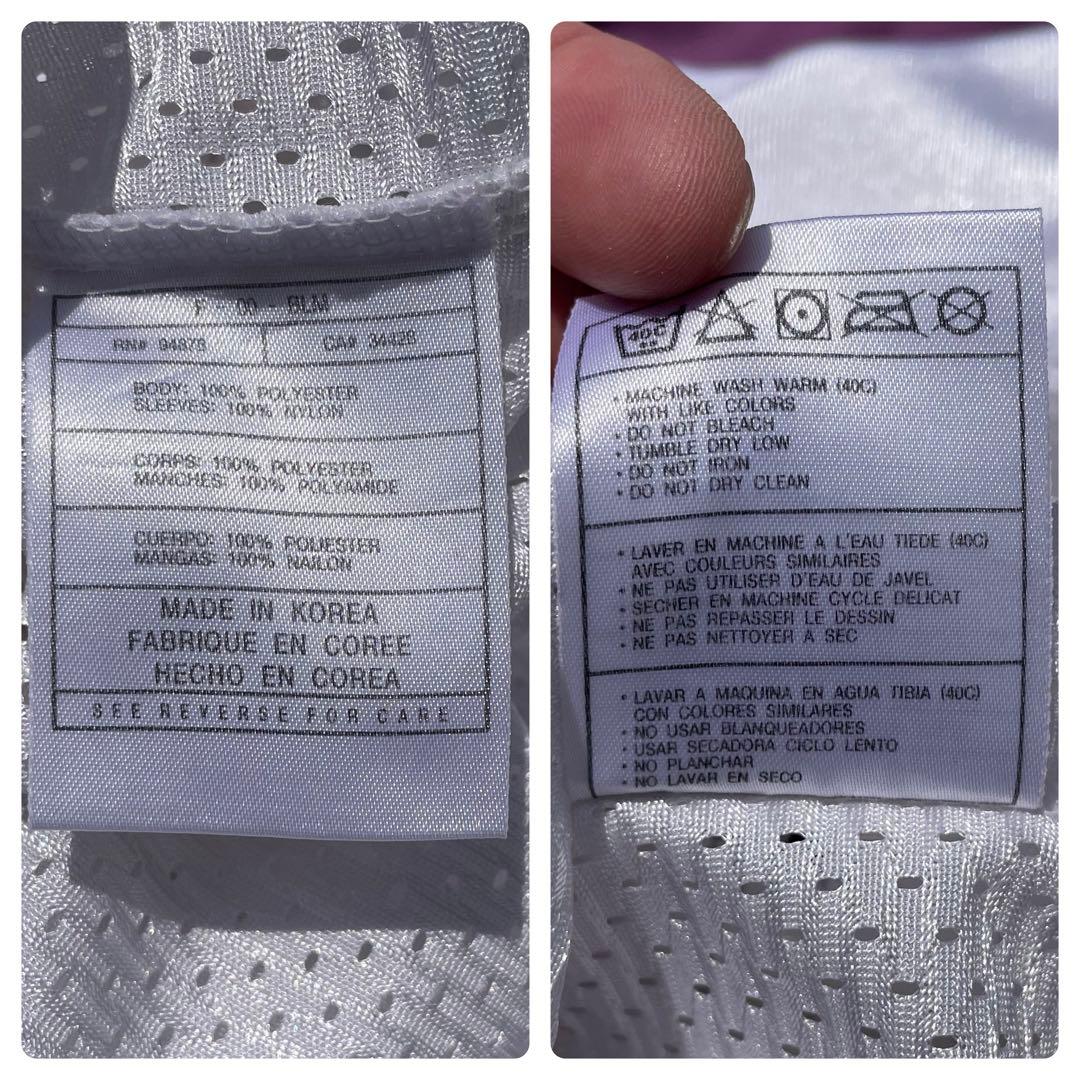 F 00 BLM
RN# 94878 CA# 34428
BODY: 100% POLYESTER
SLEEVES: 100% NYLON
CORPS: 100% POLYESTER
MANCHES: 100% POLYAMIDE
CUERPO: 100% POLIESTER
MANGAS: 100% NAILON
MADE IN KOREA
FABRIQUE EN COREE
HECHO EN COREA
SEE REVERSE FOR CARE
40C
• MACHINE WASH WARM (40C)
WITH LIKE COLORS
• DO NOT BLEACH
• TUMBLE DRY LOW
• DO NOT IRON
• DO NOT DRY CLEAN
• LAVER EN MACHINE A L'EAU TIEDE (40C)
AVEC COULEURS SIMILAIRES
• NE PAS UTILISER D'EAU DE JAVEL
• SECHER EN MACHINE CYCLE DELICAT
• NE PAS REPASSER LE DESSIN
• NE PAS NETTOYER A SEC
• LAVAR A MAQUINA EN AGUA TIBIA (40C)
CON COLORES SIMILARES
• NO USAR BLANQUEADORES
• USAR SECADORA CICLO LENTO
• NO PLANCHAR
• NO LAVAR EN SECO